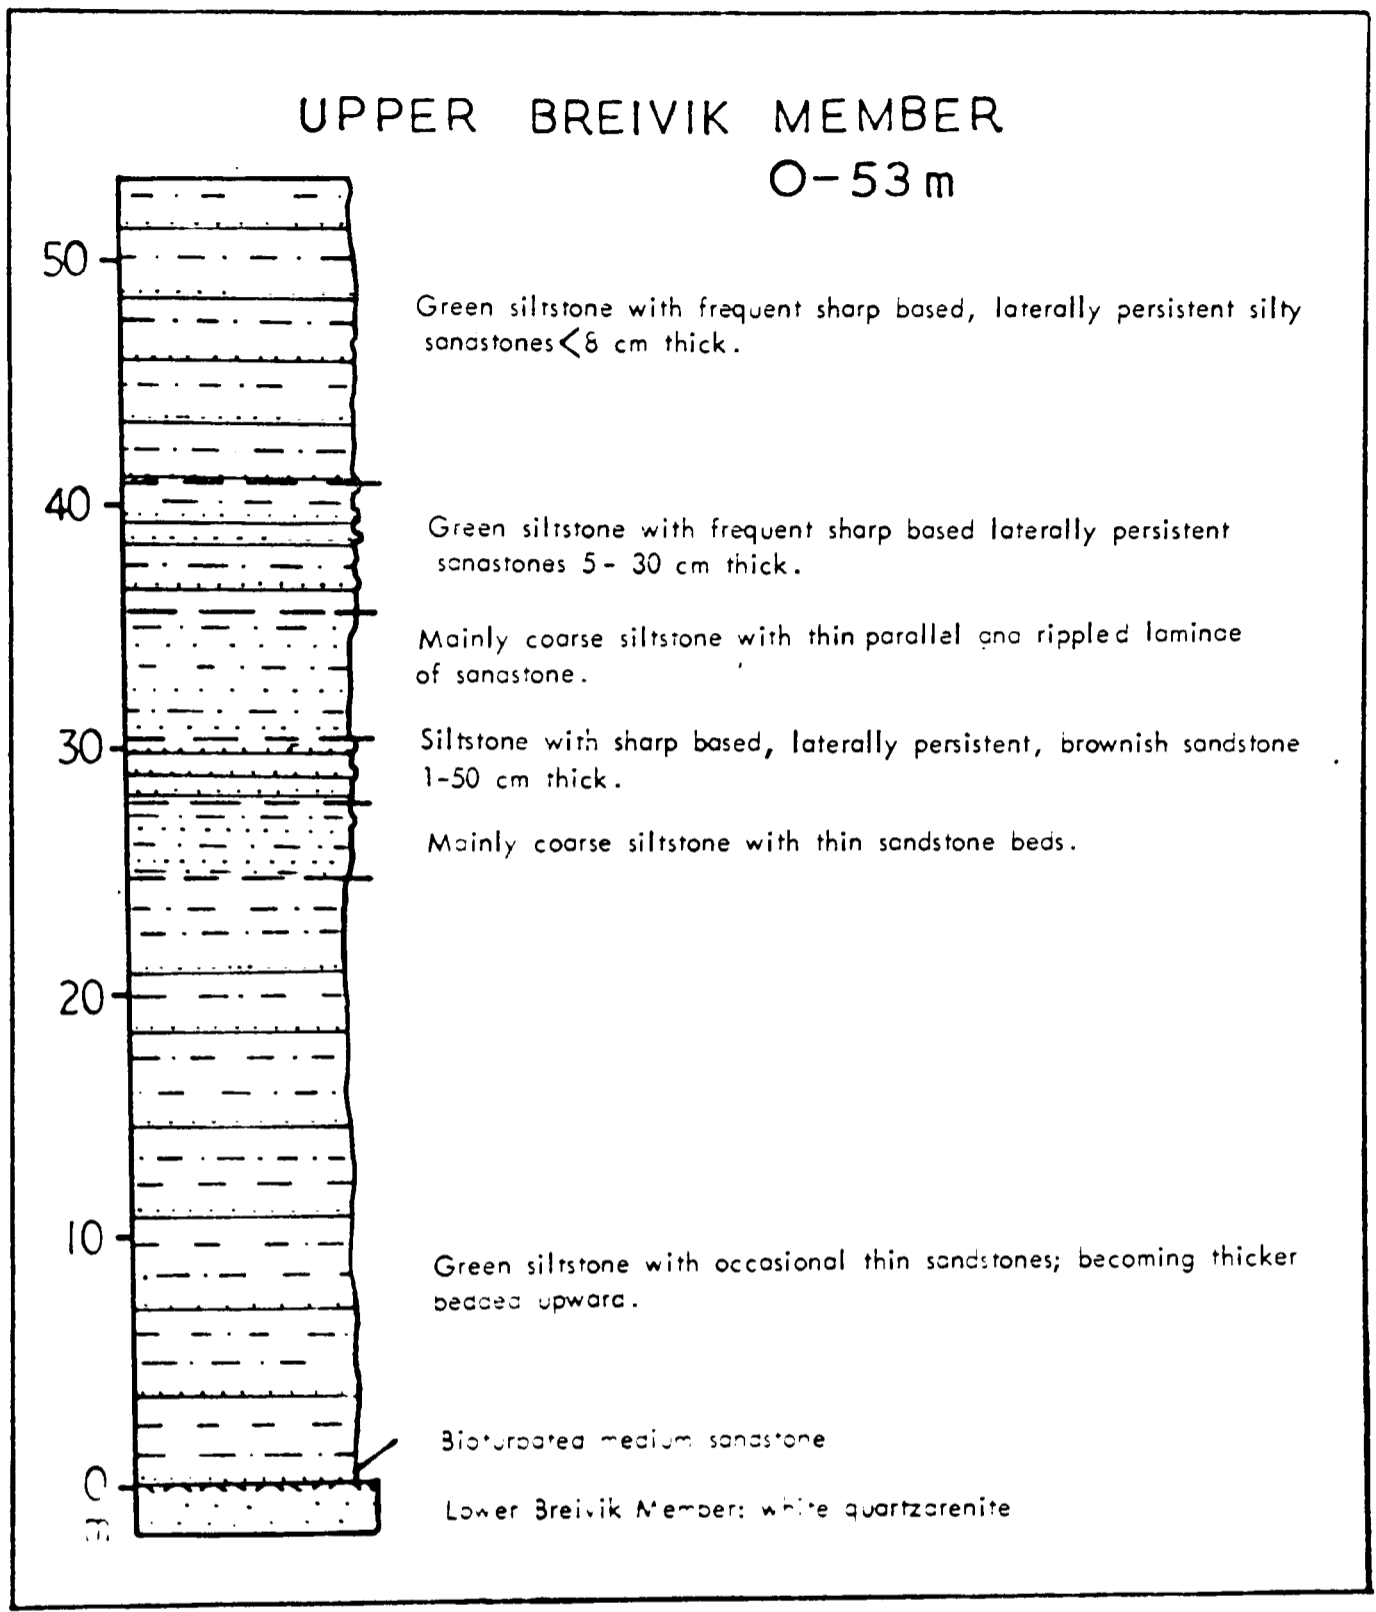 UPPER BREIVIK MEMBER
0-53 m
50
Green siltstone with frequent sharp based, laterally persistent silty
sandstones <8 cm thick.
40
Green siltstone with frequent sharp based laterally persistent
sandstones 5- 30 cm thick.
Mainly coarse siltstone with thin parallel and rippled laminae
of sandstone.
30
Siltstone with sharp based, laterally persistent, brownish sandstone
1-50 cm thick.
Mainly coarse siltstone with thin sandstone beds.
20
10
Green siltstone with occasional thin sandstones; becoming thicker
bedded upward.
Bioturbated medium sandstone
0
Lower Breivik Member: white quartzarenite
m